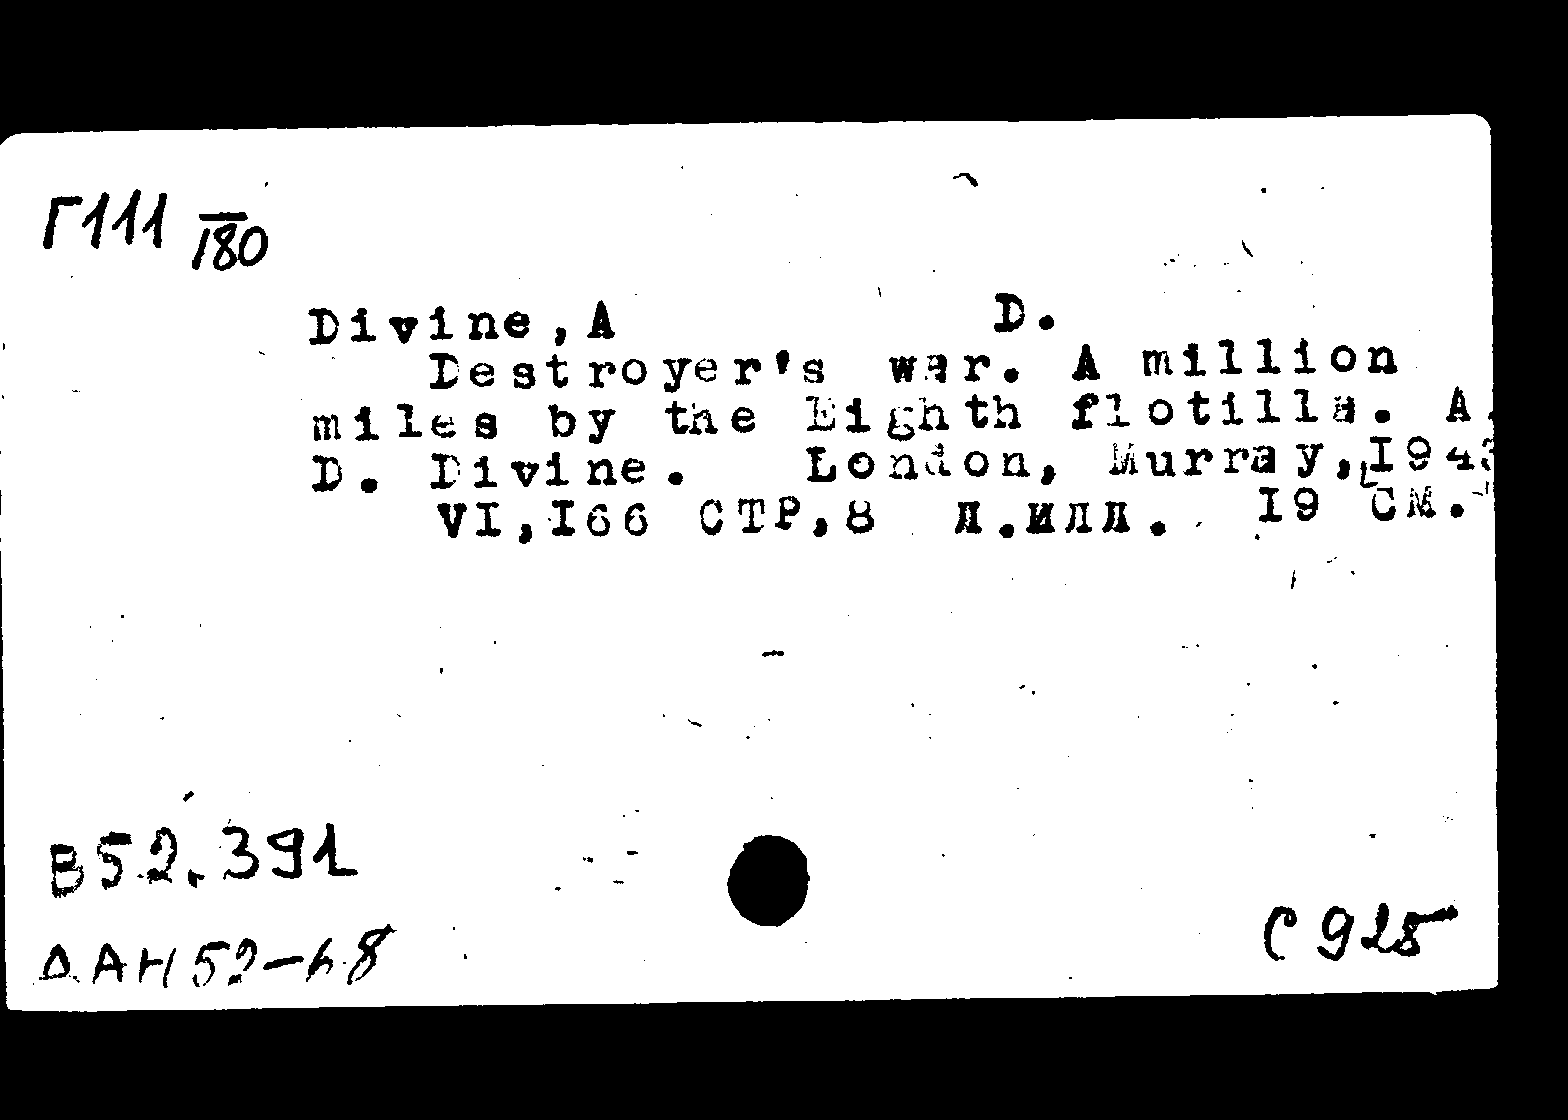 Г111
180
Divine, A D.
Destroyer's war. A million
miles by the Eighth flotilla. A.
D. Divine. London, Murray, [1943
VI, I66 СТР, 8 Л.ИЛЛ. I9 СМ.
В52.391
ДАН52-68
С925